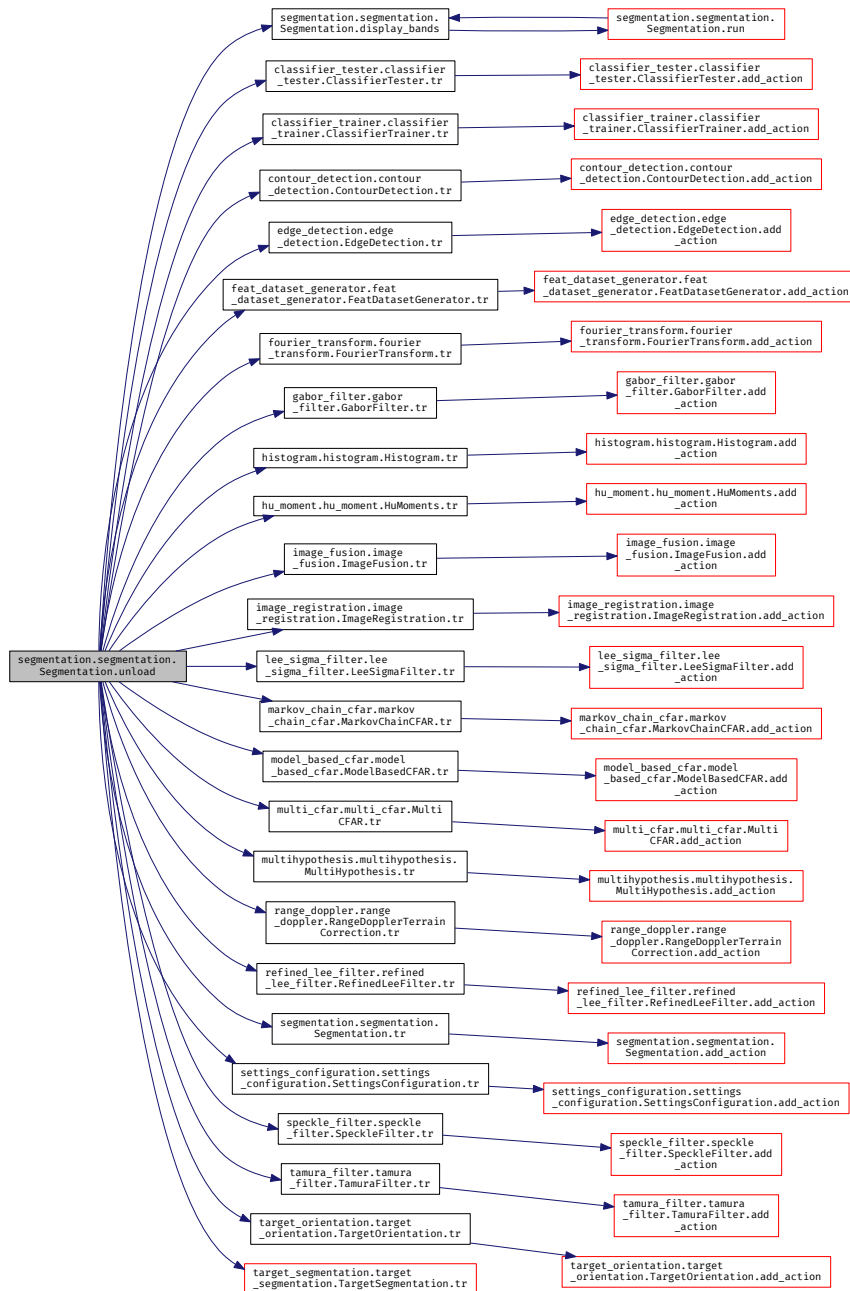 segmentation.segmentation.
Segmentation.display_bands
segmentation.segmentation.
Segmentation.run
classifier_tester.classifier
_tester.ClassifierTester.tr
classifier_tester.classifier
_tester.ClassifierTester.add_action
classifier_trainer.classifier
_trainer.ClassifierTrainer.tr
classifier_trainer.classifier
_trainer.ClassifierTrainer.add_action
contour_detection.contour
_detection.ContourDetection.tr
contour_detection.contour
_detection.ContourDetection.add_action
edge_detection.edge
_detection.EdgeDetection.tr
edge_detection.edge
_detection.EdgeDetection.add
_action
feat_dataset_generator.feat
_dataset_generator.FeatDatasetGenerator.tr
feat_dataset_generator.feat
_dataset_generator.FeatDatasetGenerator.add_action
fourier_transform.fourier
_transform.FourierTransform.tr
fourier_transform.fourier
_transform.FourierTransform.add_action
gabor_filter.gabor
_filter.GaborFilter.tr
gabor_filter.gabor
_filter.GaborFilter.add
_action
histogram.histogram.Histogram.tr
histogram.histogram.Histogram.add
_action
hu_moment.hu_moment.HuMoments.tr
hu_moment.hu_moment.HuMoments.add
_action
image_fusion.image
_fusion.ImageFusion.tr
image_fusion.image
_fusion.ImageFusion.add
_action
image_registration.image
_registration.ImageRegistration.tr
image_registration.image
_registration.ImageRegistration.add_action
segmentation.segmentation.
Segmentation.unload
lee_sigma_filter.lee
_sigma_filter.LeeSigmaFilter.tr
lee_sigma_filter.lee
_sigma_filter.LeeSigmaFilter.add
_action
markov_chain_cfar.markov
_chain_cfar.MarkovChainCFAR.tr
markov_chain_cfar.markov
_chain_cfar.MarkovChainCFAR.add_action
model_based_cfar.model
_based_cfar.ModelBasedCFAR.tr
model_based_cfar.model
_based_cfar.ModelBasedCFAR.add
_action
multi_cfar.multi_cfar.Multi
CFAR.tr
multi_cfar.multi_cfar.Multi
CFAR.add_action
multihypothesis.multihypothesis.
MultiHypothesis.tr
multihypothesis.multihypothesis.
MultiHypothesis.add_action
range_doppler.range
_doppler.RangeDopplerTerrain
Correction.tr
range_doppler.range
_doppler.RangeDopplerTerrain
Correction.add_action
refined_lee_filter.refined
_lee_filter.RefinedLeeFilter.tr
refined_lee_filter.refined
_lee_filter.RefinedLeeFilter.add_action
segmentation.segmentation.
Segmentation.tr
segmentation.segmentation.
Segmentation.add_action
settings_configuration.settings
_configuration.SettingsConfiguration.tr
settings_configuration.settings
_configuration.SettingsConfiguration.add_action
speckle_filter.speckle
_filter.SpeckleFilter.tr
speckle_filter.speckle
_filter.SpeckleFilter.add
_action
tamura_filter.tamura
_filter.TamuraFilter.tr
tamura_filter.tamura
_filter.TamuraFilter.add
_action
target_orientation.target
_orientation.TargetOrientation.tr
target_orientation.target
_orientation.TargetOrientation.add_action
target_segmentation.target
_segmentation.TargetSegmentation.tr